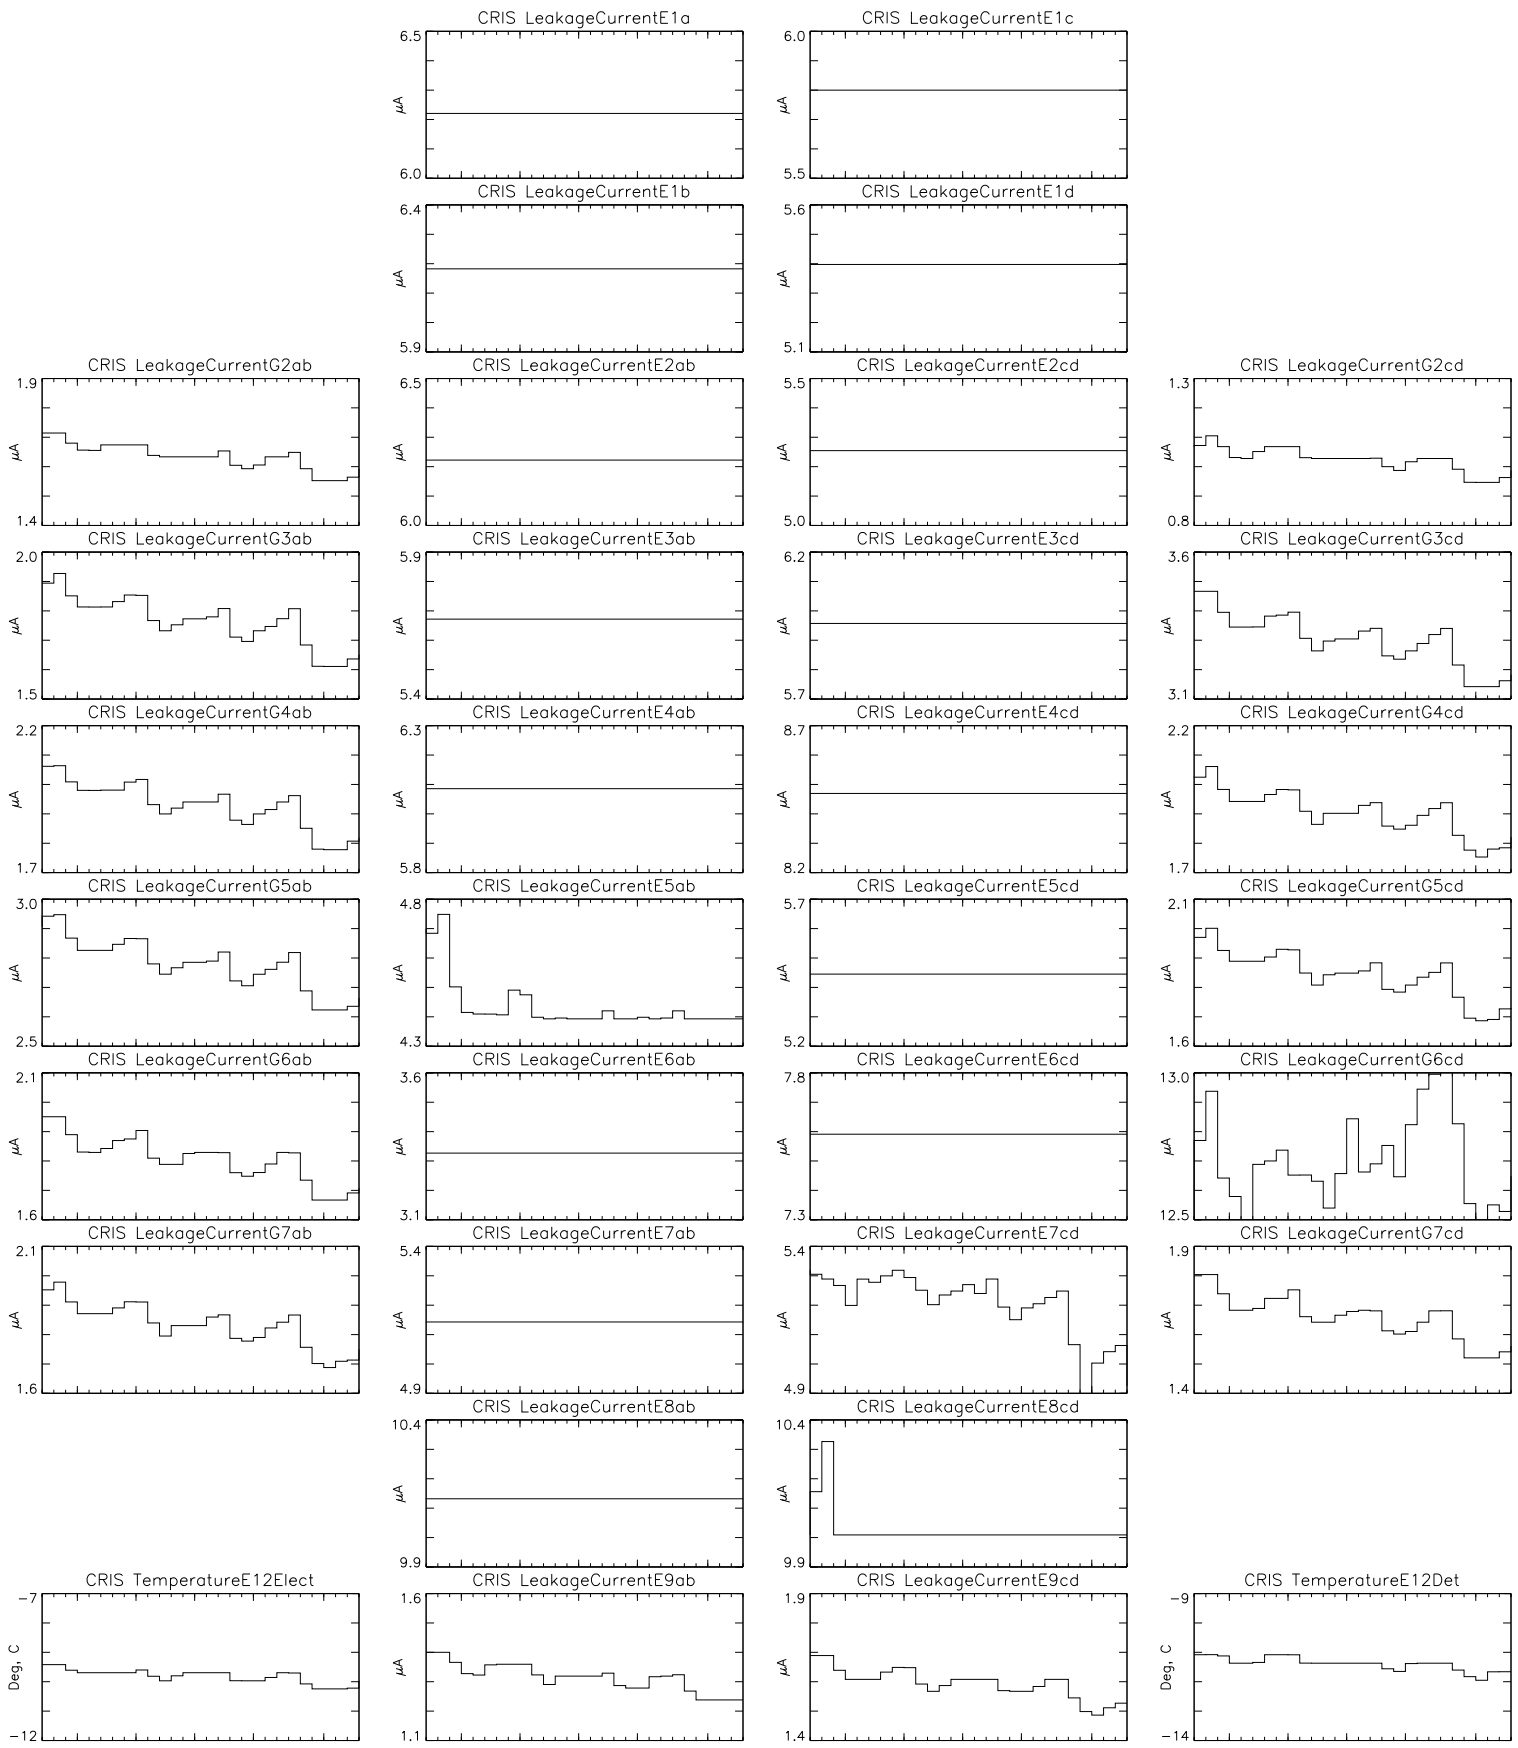 CRIS LeakageCurrentE1a
6.5
μA
6.0
CRIS LeakageCurrentE1c
6.0
μA
5.5
CRIS LeakageCurrentE1b
6.4
μA
5.9
CRIS LeakageCurrentE1d
5.6
μA
5.1
CRIS LeakageCurrentG2ab
1.9
μA
1.4
CRIS LeakageCurrentE2ab
6.5
μA
6.0
CRIS LeakageCurrentE2cd
5.5
μA
5.0
CRIS LeakageCurrentG2cd
1.3
μA
0.8
CRIS LeakageCurrentG3ab
2.0
μA
1.5
CRIS LeakageCurrentE3ab
5.9
μA
5.4
CRIS LeakageCurrentE3cd
6.2
μA
5.7
CRIS LeakageCurrentG3cd
3.6
μA
3.1
CRIS LeakageCurrentG4ab
2.2
μA
1.7
CRIS LeakageCurrentE4ab
6.3
μA
5.8
CRIS LeakageCurrentE4cd
8.7
μA
8.2
CRIS LeakageCurrentG4cd
2.2
μA
1.7
CRIS LeakageCurrentG5ab
3.0
μA
2.5
CRIS LeakageCurrentE5ab
4.8
μA
4.3
CRIS LeakageCurrentE5cd
5.7
μA
5.2
CRIS LeakageCurrentG5cd
2.1
μA
1.6
CRIS LeakageCurrentG6ab
2.1
μA
1.6
CRIS LeakageCurrentE6ab
3.6
μA
3.1
CRIS LeakageCurrentE6cd
7.8
μA
7.3
CRIS LeakageCurrentG6cd
13.0
μA
12.5
CRIS LeakageCurrentG7ab
2.1
μA
1.6
CRIS LeakageCurrentE7ab
5.4
μA
4.9
CRIS LeakageCurrentE7cd
5.4
μA
4.9
CRIS LeakageCurrentG7cd
1.9
μA
1.4
CRIS LeakageCurrentE8ab
10.4
μA
9.9
CRIS LeakageCurrentE8cd
10.4
μA
9.9
CRIS TemperatureE12Elect
-7
Deg, C
-12
CRIS LeakageCurrentE9ab
1.6
μA
1.1
CRIS LeakageCurrentE9cd
1.9
μA
1.4
CRIS TemperatureE12Det
-9
Deg, C
-14